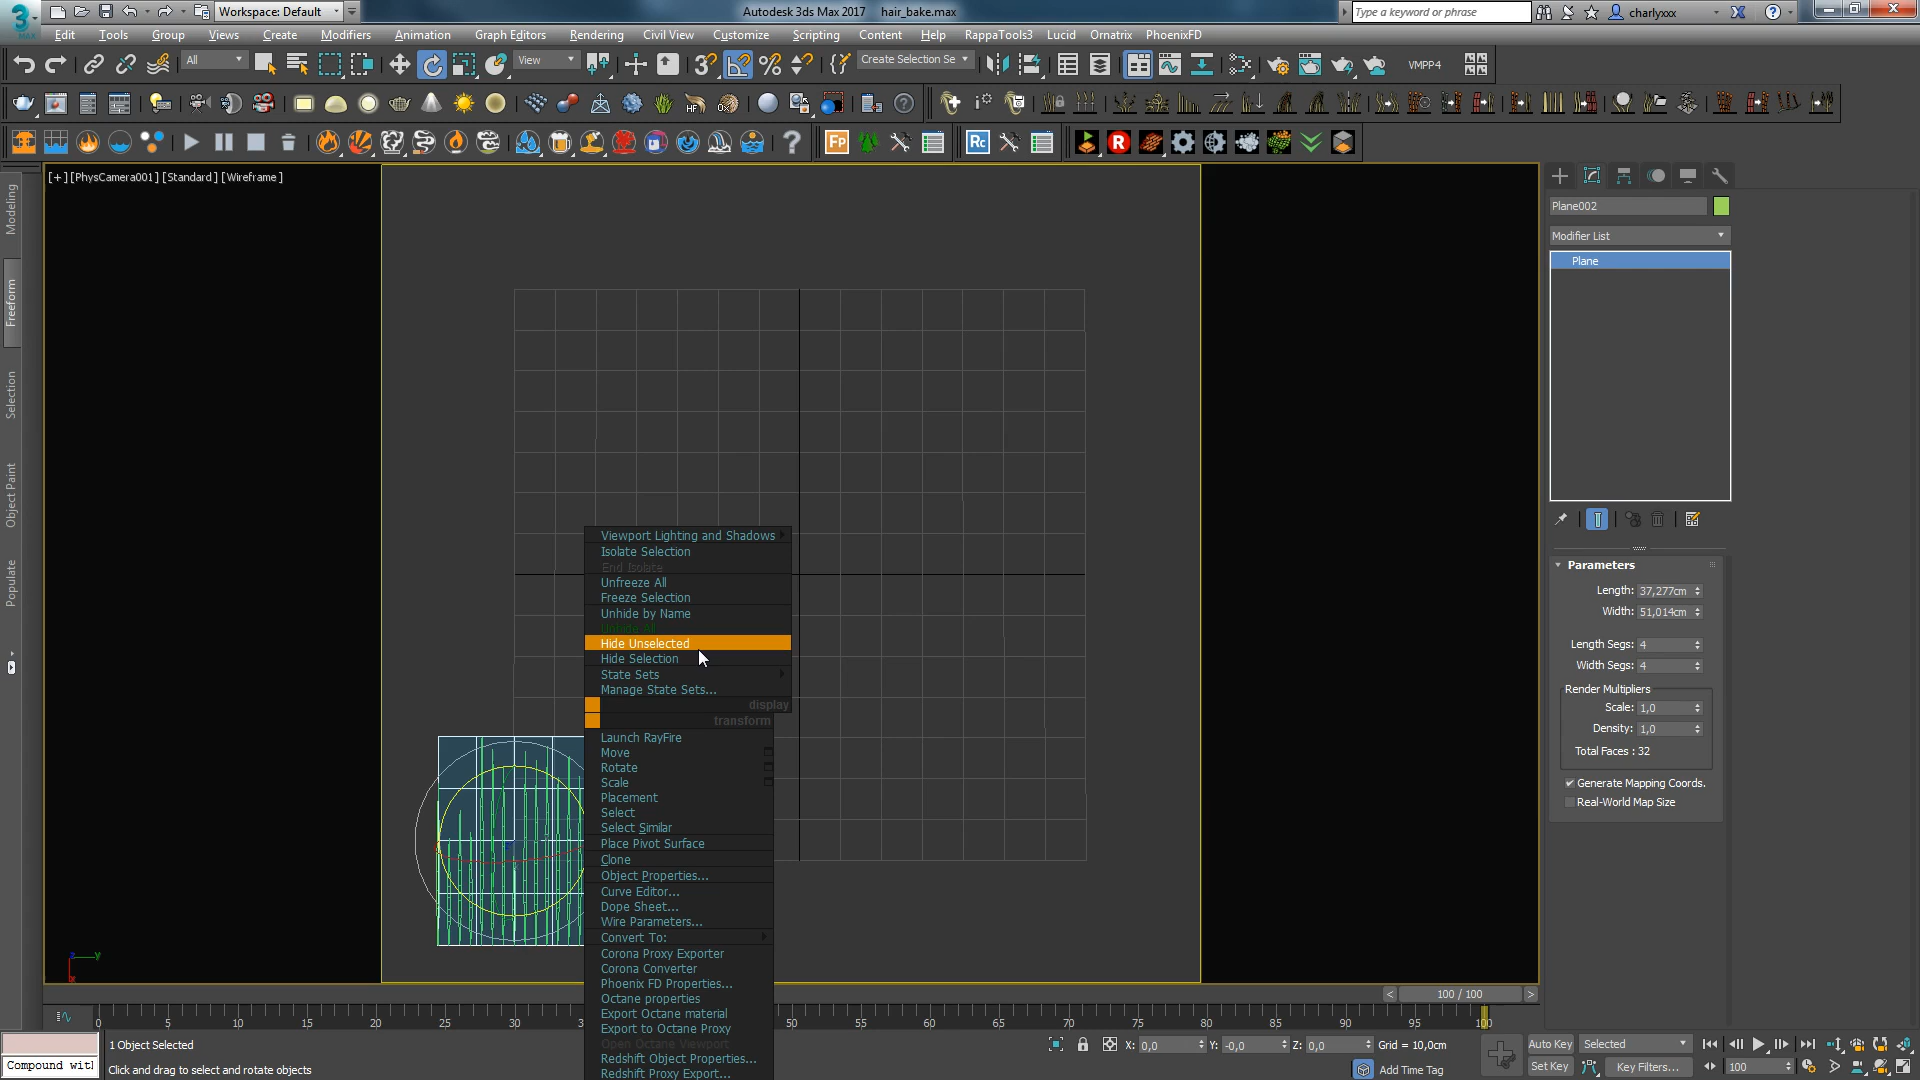 Workspace: Default
Autodesk 3ds Max 2017 hair_bake.max
Type a keyword or phrase
charlyxxx
MAX
Edit Tools Group Views Create Modifiers Animation Graph Editors Rendering Civil View Customize Scripting Content Help RappaTools3 Lucid Ornatrix PhoenixFD
All
View
Create Selection Se
VMPP4
Fp
Rc
R
[+] [PhysCamera001] [Standard] [Wireframe]
Modeling
Freeform
Selection
Object Paint
Populate
Plane002
Modifier List
Plane
Parameters
Length: 37,277cm
Width: 51,014cm
Length Segs: 4
Width Segs: 4
Render Multipliers
Scale: 1,0
Density: 1,0
Total Faces : 32
Generate Mapping Coords.
Real-World Map Size
Viewport Lighting and Shadows
Isolate Selection
End Isolate
Unfreeze All
Freeze Selection
Unhide by Name
Unhide All
Hide Unselected
Hide Selection
State Sets
Manage State Sets...
display
transform
Launch RayFire
Move
Rotate
Scale
Placement
Select
Select Similar
Place Pivot Surface
Clone
Object Properties...
Curve Editor...
Dope Sheet...
Wire Parameters...
Convert To:
Corona Proxy Exporter
Corona Converter
Phoenix FD Properties...
Octane properties
Export Octane material
Export to Octane Proxy
Open Octane Viewport
Redshift Object Properties...
Redshift Proxy Export...
z y
x
100 / 100
0 5 10 15 20 25 30 3 50 55 60 65 70 75 80 85 90 95 100
1 Object Selected
X: 0,0 Y: -0,0 Z: 0,0 Grid = 10,0cm
Auto Key Selected
Compound witl
Click and drag to select and rotate objects
Add Time Tag
Set Key Key Filters...
100